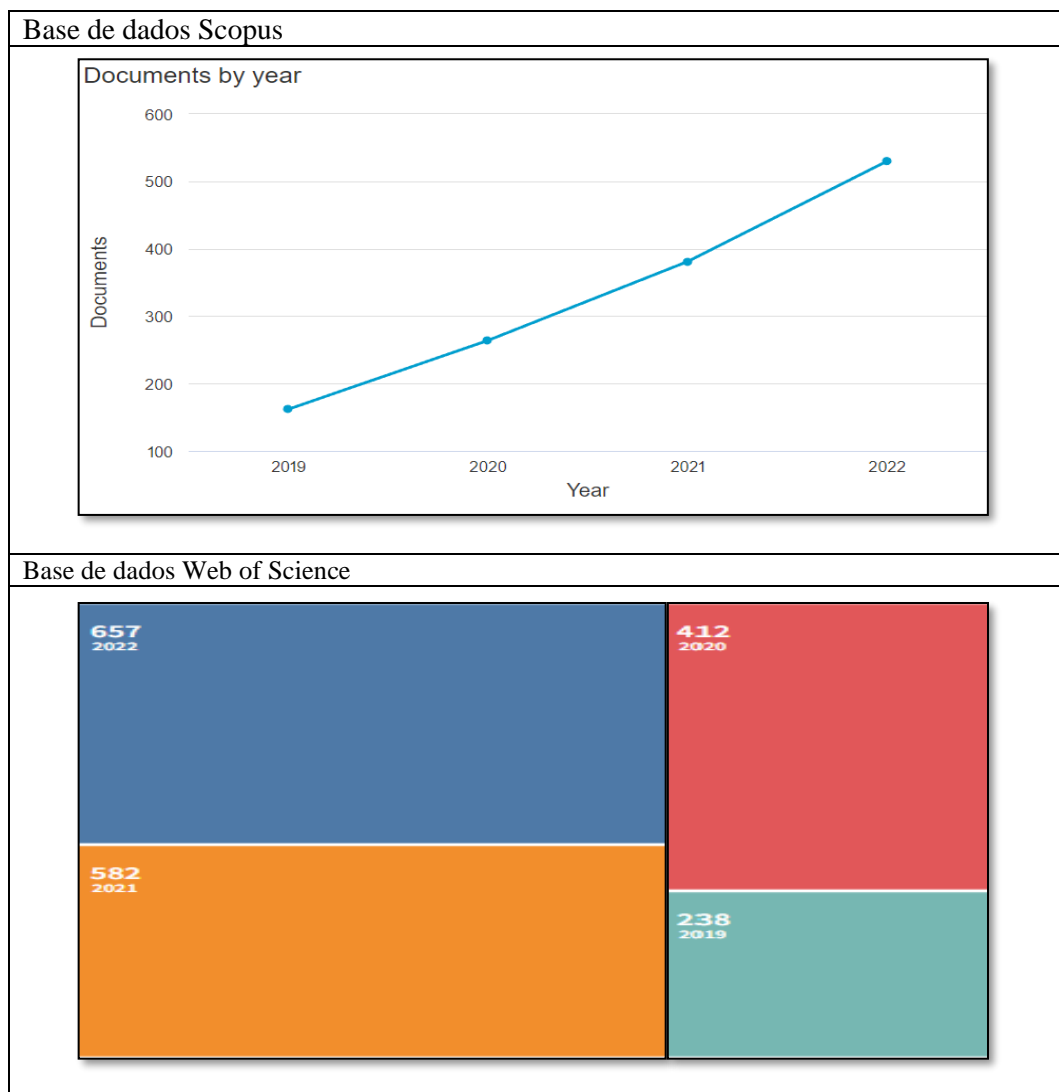 Base de dados Scopus
Documents by year
600
500
400
300
200
100
Documents
2019 2020 2021 2022
Year
Base de dados Web of Science
657
2022
412
2020
582
2021
238
2019